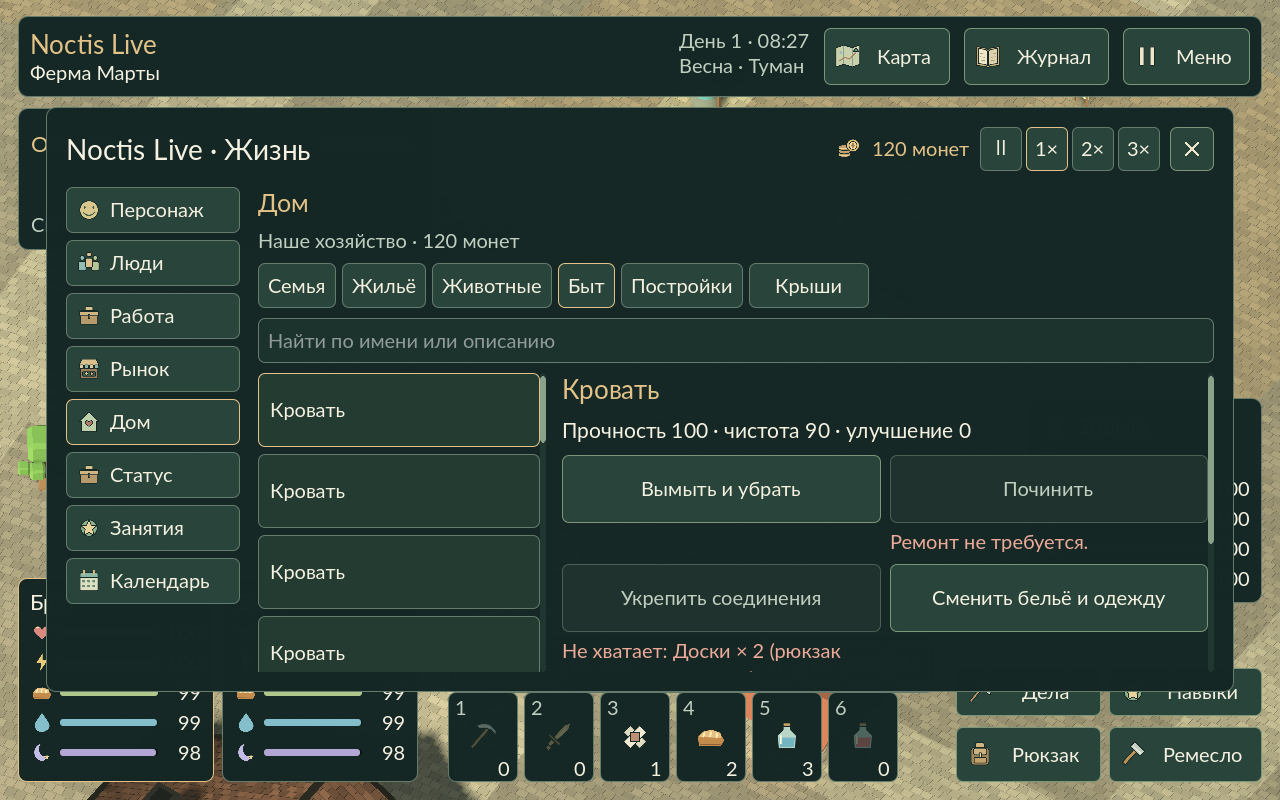 Noctis Live
Ферма Марты
День 1 · 08:27
Весна · Туман
Карта
Журнал
Меню
Noctis Live · Жизнь
120 монет
1×
2×
3×
Персонаж
Люди
Работа
Рынок
Дом
Статус
Занятия
Календарь
Дом
Наше хозяйство · 120 монет
Семья
Жильё
Животные
Быт
Постройки
Крыши
Найти по имени или описанию
Кровать
Кровать
Кровать
Кровать
Кровать
Прочность 100 · чистота 90 · улучшение 0
Вымыть и убрать
Починить
Ремонт не требуется.
Укрепить соединения
Сменить бельё и одежду
Не хватает: Доски × 2 (рюкзак
99
99
98
99
99
98
1
0
2
0
3
1
4
2
5
3
6
0
Дела
Навыки
Рюкзак
Ремесло